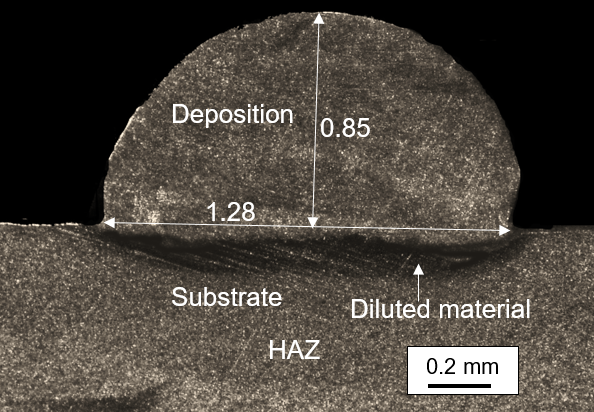 Deposition
0.85
1.28
Substrate
Diluted material
HAZ
0.2 mm